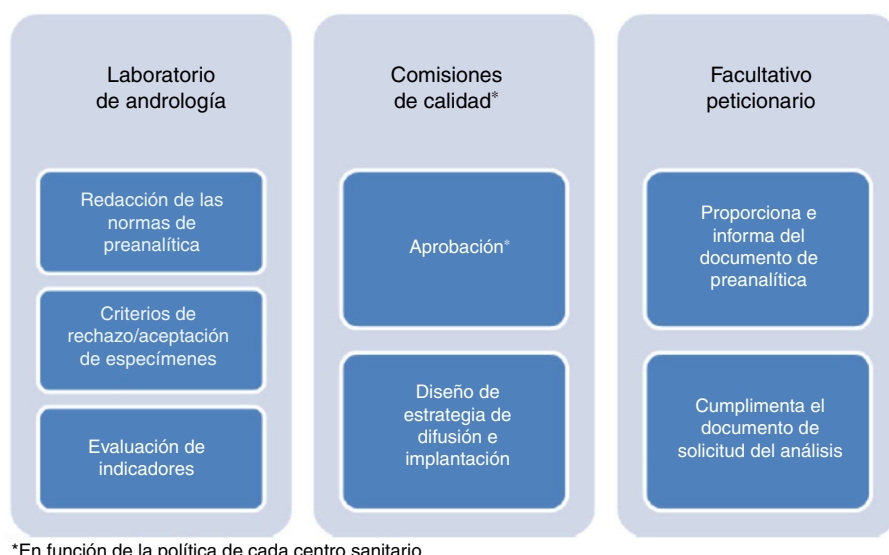 Laboratorio
de andrología
Redacción de las
normas de
preanalítica
Criterios de
rechazo/aceptación
de especímenes
Evaluación de
indicadores
Comisiones
de calidad*
Aprobación*
Diseño de
estrategia de
difusión e
implantación
Facultativo
peticionario
Proporciona e
informa del
documento de
preanalítica
Cumplimenta el
documento de
solicitud del análisis
*En función de la política de cada centro sanitario